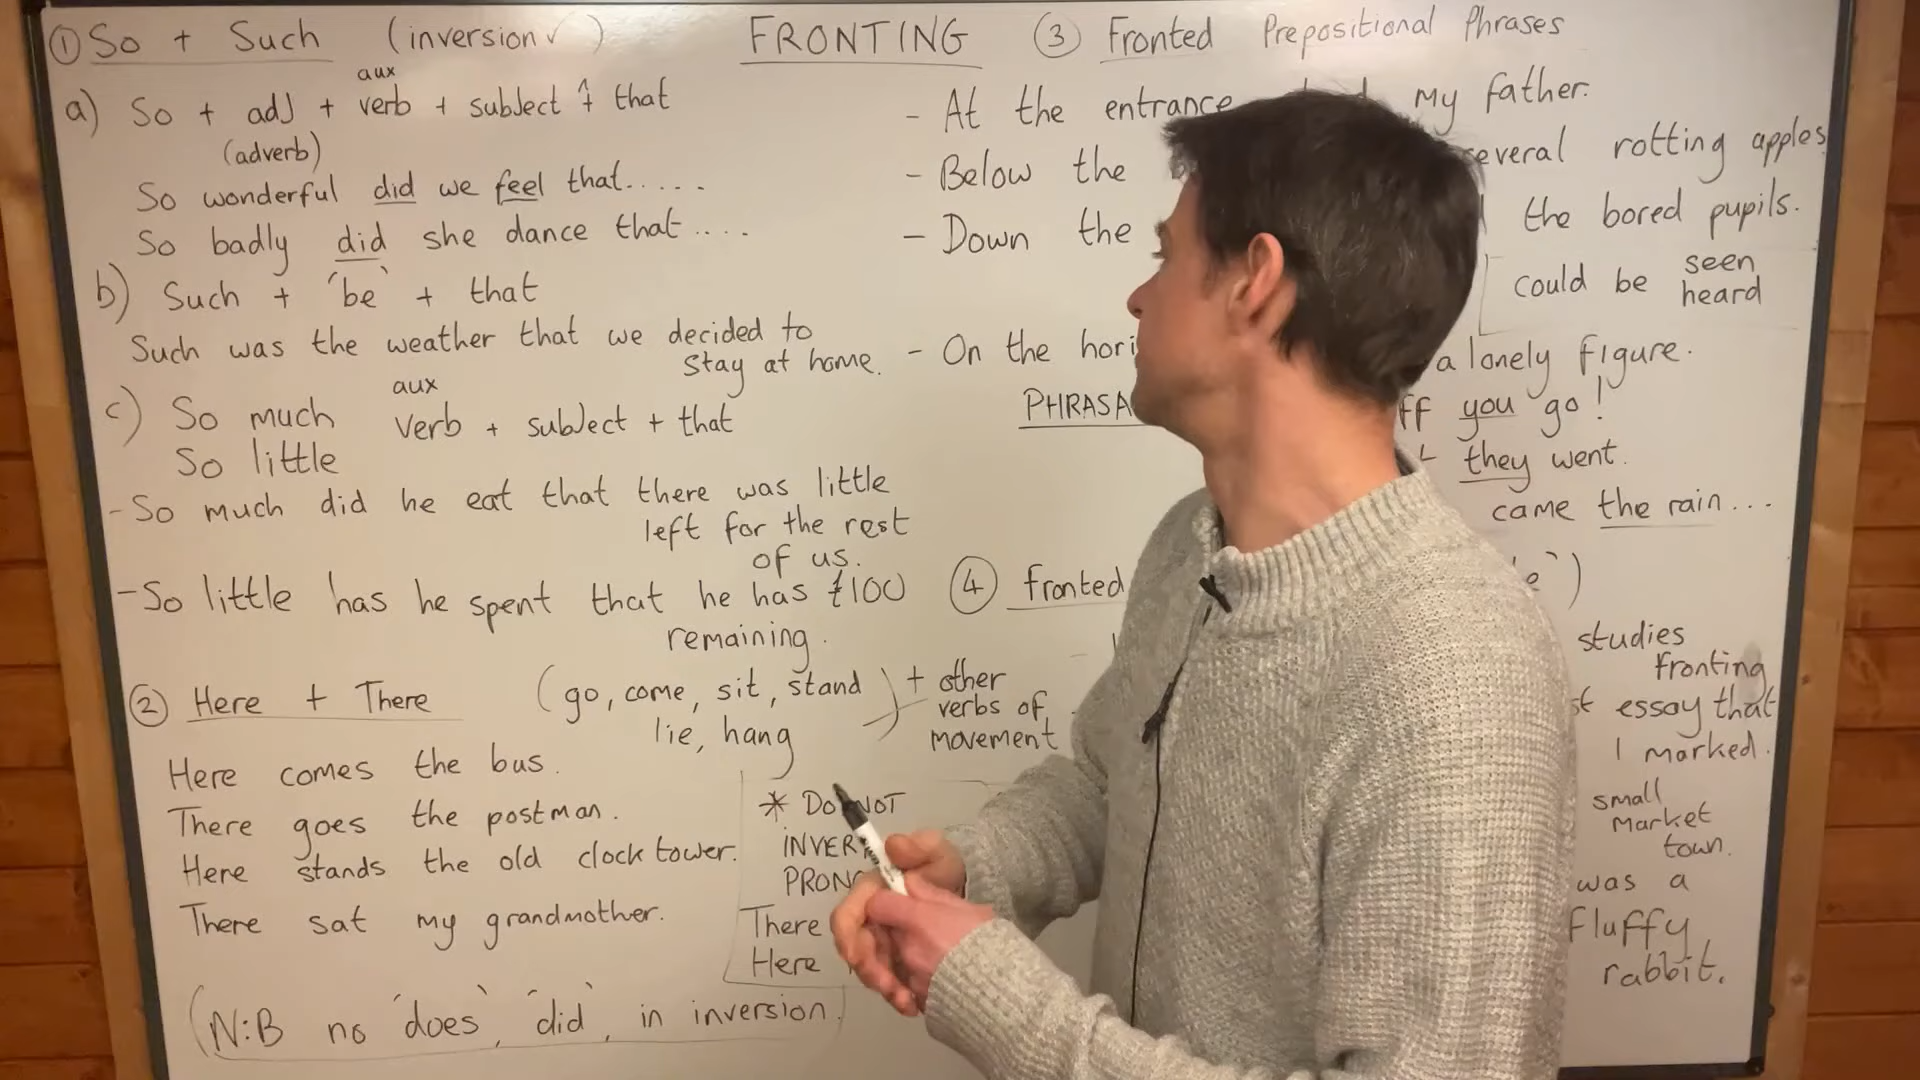 FRONTING
① So + Such (inversion ✓ )
aux
a) So + adj + verb + subject + that
(adverb)
So wonderful did we feel that.....
So badly did she dance that....
b) Such + 'be' + that
Such was the weather that we decided to
stay at home.
aux
c) So much verb + subject + that
So little
- So much did he eat that there was little
left for the rest
of us.
- So little has he spent that he has £100
remaining.
② Here + There (go, come, sit, stand
lie, hang) + other
verbs of
movement
Here comes the bus.
There goes the postman.
Here stands the old clock tower.
There sat my grandmother.
* DO NOT
INVER
PRON
There
Here
(N:B no 'does', 'did', in inversion.
③ Fronted Prepositional Phrases
- At the entrance my father.
- Below the several rotting apples
- Down the the bored pupils.
could be seen
heard
- On the a lonely figure.
PHRASA you go!
they went.
came the rain...
④ fronted
studies
fronting
essay that
I marked.
small
market
town.
was a
fluffy
rabbit.